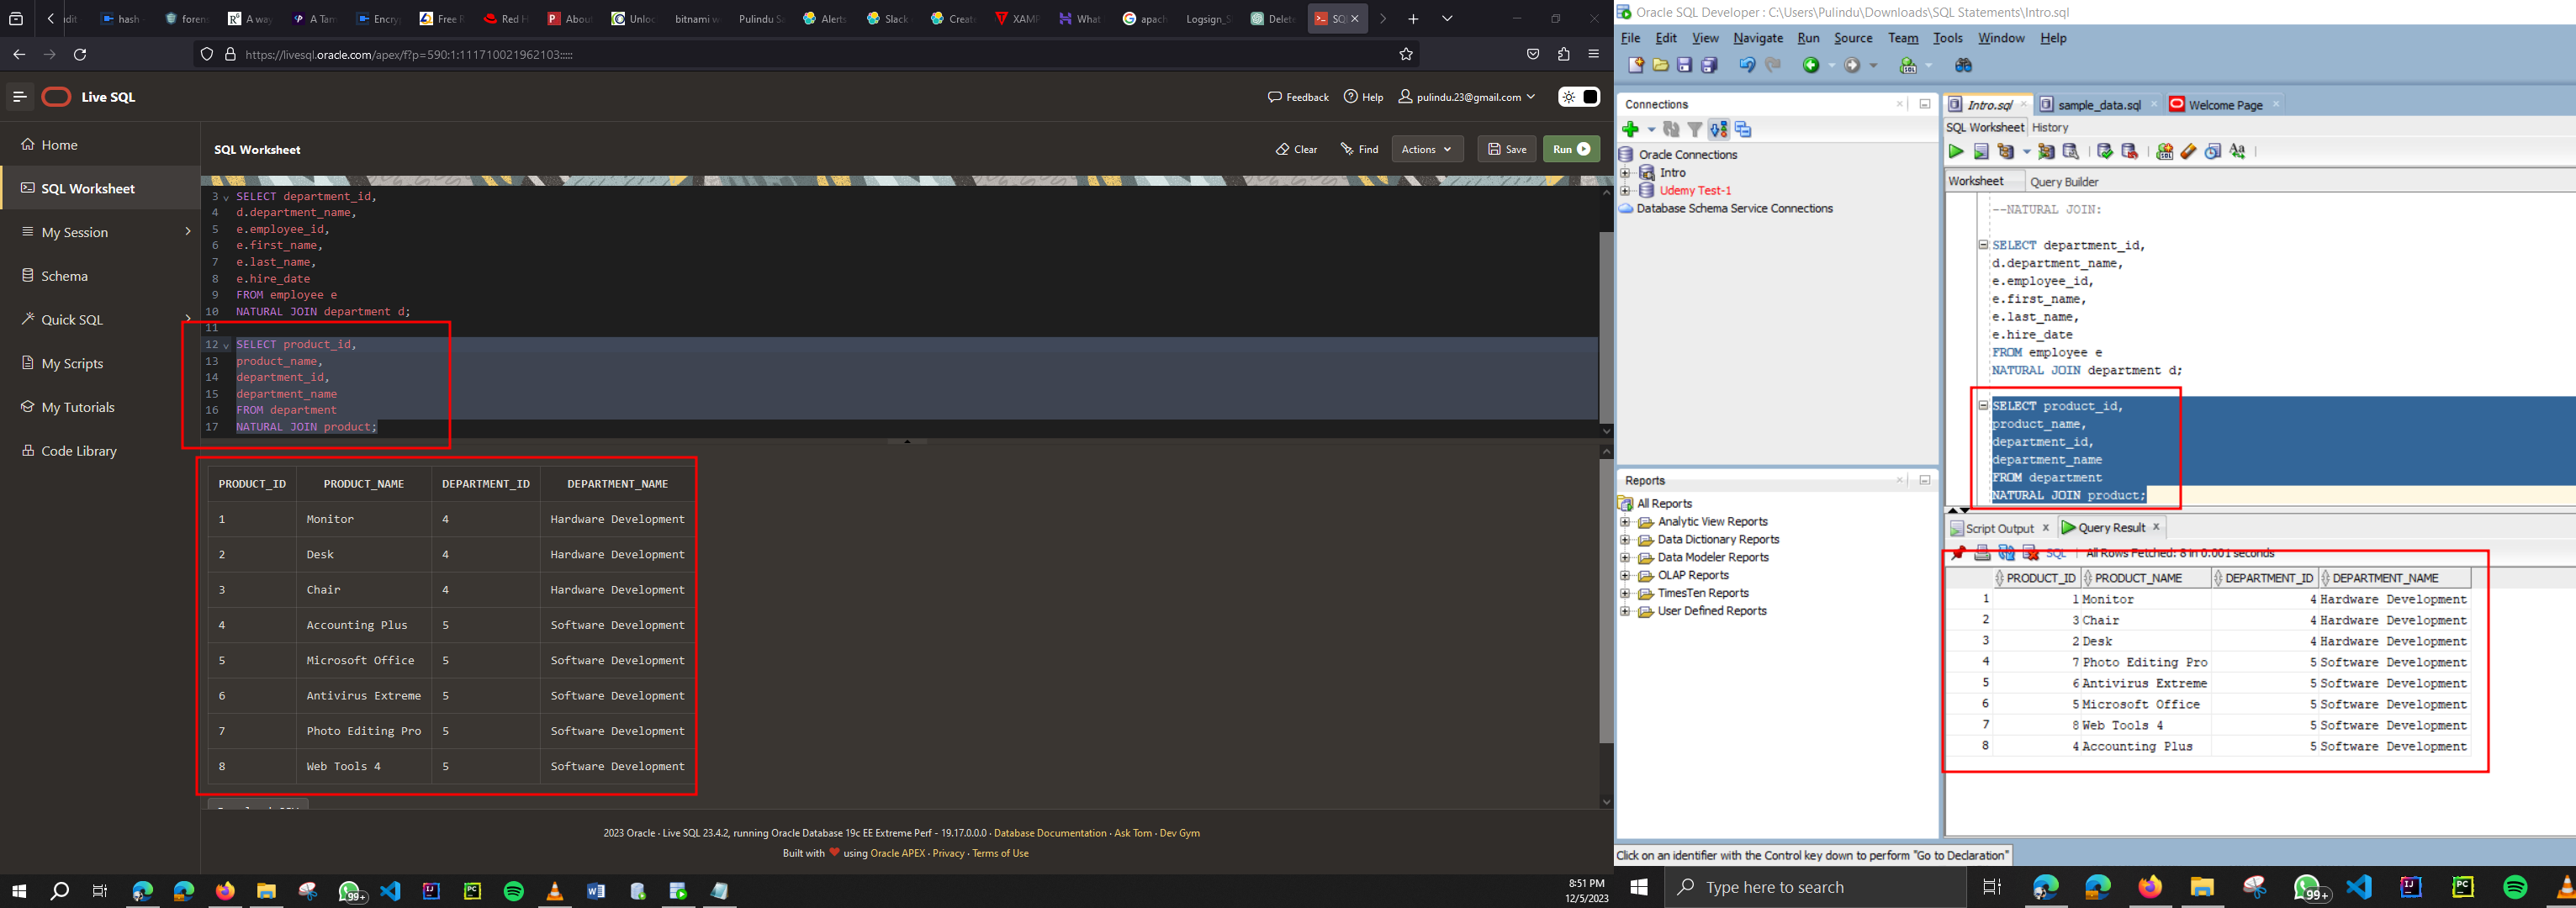 dit
hash
foren
A way
A Tam
Encryp
Free R
Red H
About
Unloc
bitnami w
Pulindu Sa
Alerts
Slack
Create
XAMP
What
apach
Logsign_S
Delete
SQL
https://livesql.oracle.com/apex/f?p=590:1:111710021962103:::::
Live SQL
Feedback
Help
pulindu.23@gmail.com
Home
SQL Worksheet
My Session
Schema
Quick SQL
My Scripts
My Tutorials
Code Library
SQL Worksheet
Clear
Find
Actions
Save
Run
3 SELECT department_id,
4 d.department_name,
5 e.employee_id,
6 e.first_name,
7 e.last_name,
8 e.hire_date
9 FROM employee e
10 NATURAL JOIN department d;
11
12 SELECT product_id,
13 product_name,
14 department_id,
15 department_name
16 FROM department
17 NATURAL JOIN product;
PRODUCT_ID PRODUCT_NAME DEPARTMENT_ID DEPARTMENT_NAME
1 Monitor 4 Hardware Development
2 Desk 4 Hardware Development
3 Chair 4 Hardware Development
4 Accounting Plus 5 Software Development
5 Microsoft Office 5 Software Development
6 Antivirus Extreme 5 Software Development
7 Photo Editing Pro 5 Software Development
8 Web Tools 4 5 Software Development
2023 Oracle · Live SQL 23.4.2, running Oracle Database 19c EE Extreme Perf - 19.17.0.0.0 · Database Documentation · Ask Tom · Dev Gym
Built with ❤ using Oracle APEX · Privacy · Terms of Use
99+
8:51 PM
12/5/2023
Oracle SQL Developer : C:\Users\Pulindu\Downloads\SQL Statements\Intro.sql
File Edit View Navigate Run Source Team Tools Window Help
Connections
Oracle Connections
Intro
Udemy Test-1
Database Schema Service Connections
Reports
All Reports
Analytic View Reports
Data Dictionary Reports
Data Modeler Reports
OLAP Reports
TimesTen Reports
User Defined Reports
Intro.sql
sample_data.sql
Welcome Page
SQL Worksheet History
Worksheet Query Builder
--NATURAL JOIN:
SELECT department_id,
d.department_name,
e.employee_id,
e.first_name,
e.last_name,
e.hire_date
FROM employee e
NATURAL JOIN department d;
SELECT product_id,
product_name,
department_id,
department_name
FROM department
NATURAL JOIN product;
Script Output
Query Result
SQL | All Rows Fetched: 8 in 0.001 seconds
PRODUCT_ID PRODUCT_NAME DEPARTMENT_ID DEPARTMENT_NAME
1 1 Monitor 4 Hardware Development
2 3 Chair 4 Hardware Development
3 2 Desk 4 Hardware Development
4 7 Photo Editing Pro 5 Software Development
5 6 Antivirus Extreme 5 Software Development
6 5 Microsoft Office 5 Software Development
7 8 Web Tools 4 5 Software Development
8 4 Accounting Plus 5 Software Development
Click on an identifier with the Control key down to perform "Go to Declaration"
Type here to search
99+